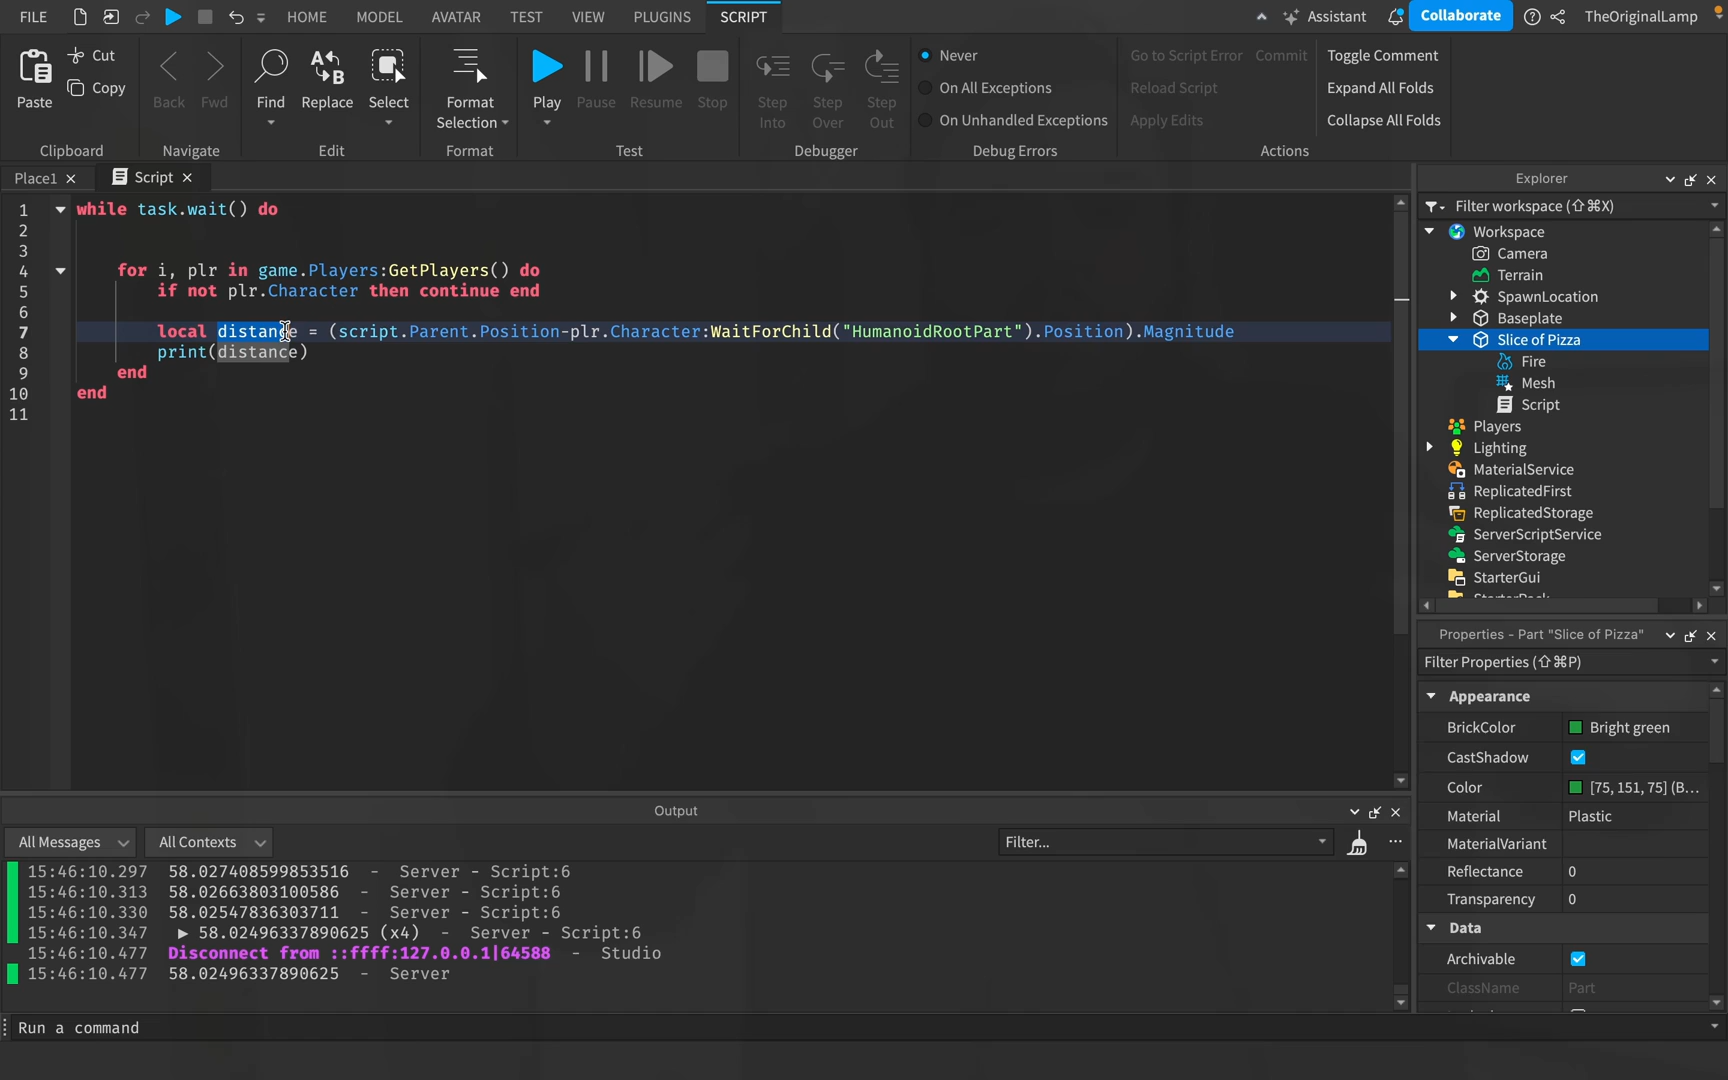 FILE HOME MODEL AVATAR TEST VIEW PLUGINS SCRIPT Assistant Collaborate TheOriginalLamp
Paste Cut Copy Back Fwd Find Replace Select Format Selection Play Pause Resume Stop Step Into Step Over Step Out
Never
On All Exceptions
On Unhandled Exceptions
Go to Script Error Commit
Reload Script
Apply Edits
Toggle Comment
Expand All Folds
Collapse All Folds
Clipboard Navigate Edit Format Test Debugger Debug Errors Actions
Place1 Script
1 while task.wait() do
2
3
4 for i, plr in game.Players:GetPlayers() do
5 if not plr.Character then continue end
6
7 local distance = (script.Parent.Position-plr.Character:WaitForChild("HumanoidRootPart").Position).Magnitude
8 print(distance)
9 end
10 end
11
Output
All Messages All Contexts Filter...
15:46:10.297 58.027408599853516 - Server - Script:6
15:46:10.313 58.02663803100586 - Server - Script:6
15:46:10.330 58.02547836303711 - Server - Script:6
15:46:10.347 ▶ 58.02496337890625 (x4) - Server - Script:6
15:46:10.477 Disconnect from ::ffff:127.0.0.1|64588 - Studio
15:46:10.477 58.02496337890625 - Server
Run a command
Explorer
Filter workspace (⇧⌘X)
Workspace
Camera
Terrain
SpawnLocation
Baseplate
Slice of Pizza
Fire
Mesh
Script
Players
Lighting
MaterialService
ReplicatedFirst
ReplicatedStorage
ServerScriptService
ServerStorage
StarterGui
Properties - Part "Slice of Pizza"
Filter Properties (⇧⌘P)
Appearance
BrickColor Bright green
CastShadow
Color [75, 151, 75] (B...
Material Plastic
MaterialVariant
Reflectance 0
Transparency 0
Data
Archivable
ClassName Part